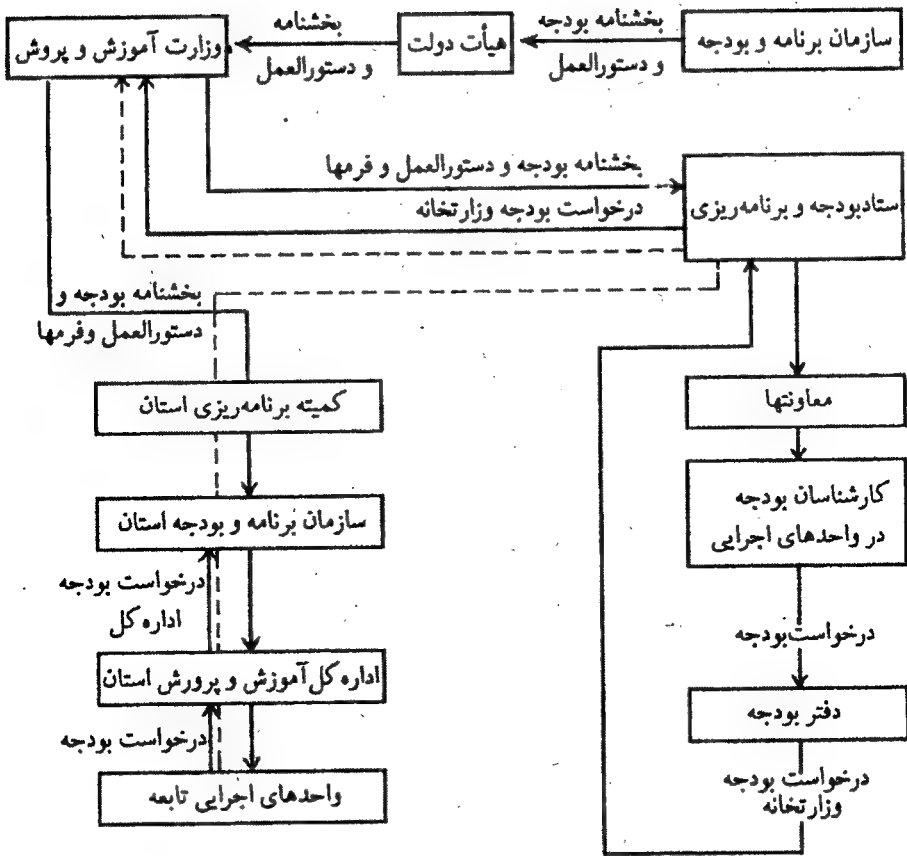 سازمان برنامه و بودجه
بخشنامه بودجه
و دستورالعمل
هیأت دولت
بخشنامه
و دستورالعمل
وزارت آموزش و پروش
بخشنامه بودجه و دستورالعمل و فرمها
درخواست بودجه وزارتخانه
ستادبودجه و برنامه‌ریزی
بخشنامه بودجه و
دستورالعمل وفرمها
معاونتها
کمیته برنامه‌ریزی استان
کارشناسان بودجه
در واحدهای اجرایی
سازمان برنامه و بودجه استان
درخواست بودجه
اداره کل
درخواست‌بودجه
اداره کل آموزش و پرورش استان
دفتر بودجه
درخواست بودجه
واحدهای اجرایی تابعه
درخواست بودجه
وزارتخانه